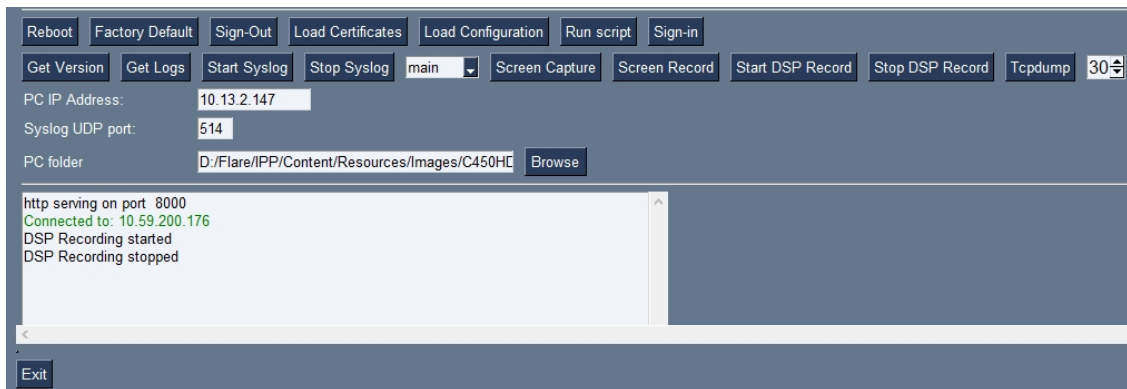 Reboot Factory Default Sign-Out Load Certificates Load Configuration Run script Sign-in
Get Version Get Logs Start Syslog Stop Syslog main Screen Capture Screen Record Start DSP Record Stop DSP Record Tcpdump 30
PC IP Address: 10.13.2.147
Syslog UDP port: 514
PC folder D:/Flare/IPP/Content/Resources/Images/C450HD Browse
http serving on port 8000
Connected to: 10.59.200.176
DSP Recording started
DSP Recording stopped
Exit